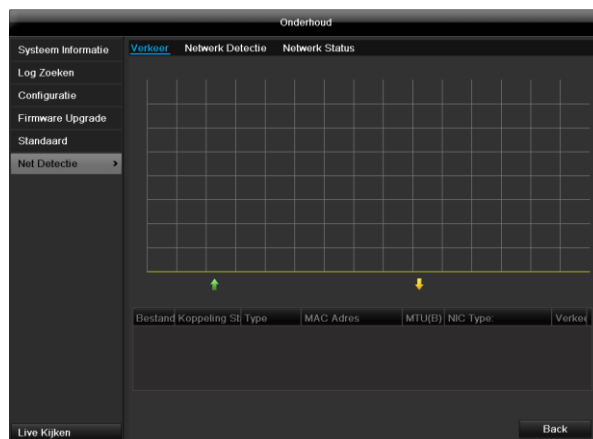 Onderhoud
Systeem Informatie
Log Zoeken
Configuratie
Firmware Upgrade
Standaard
Net Detectie
Live Kijken
Verkeer Netwerk Detectie Netwerk Status
Bestand Koppeling St Type MAC Adres MTU(B) NIC Type: Verkee
Back